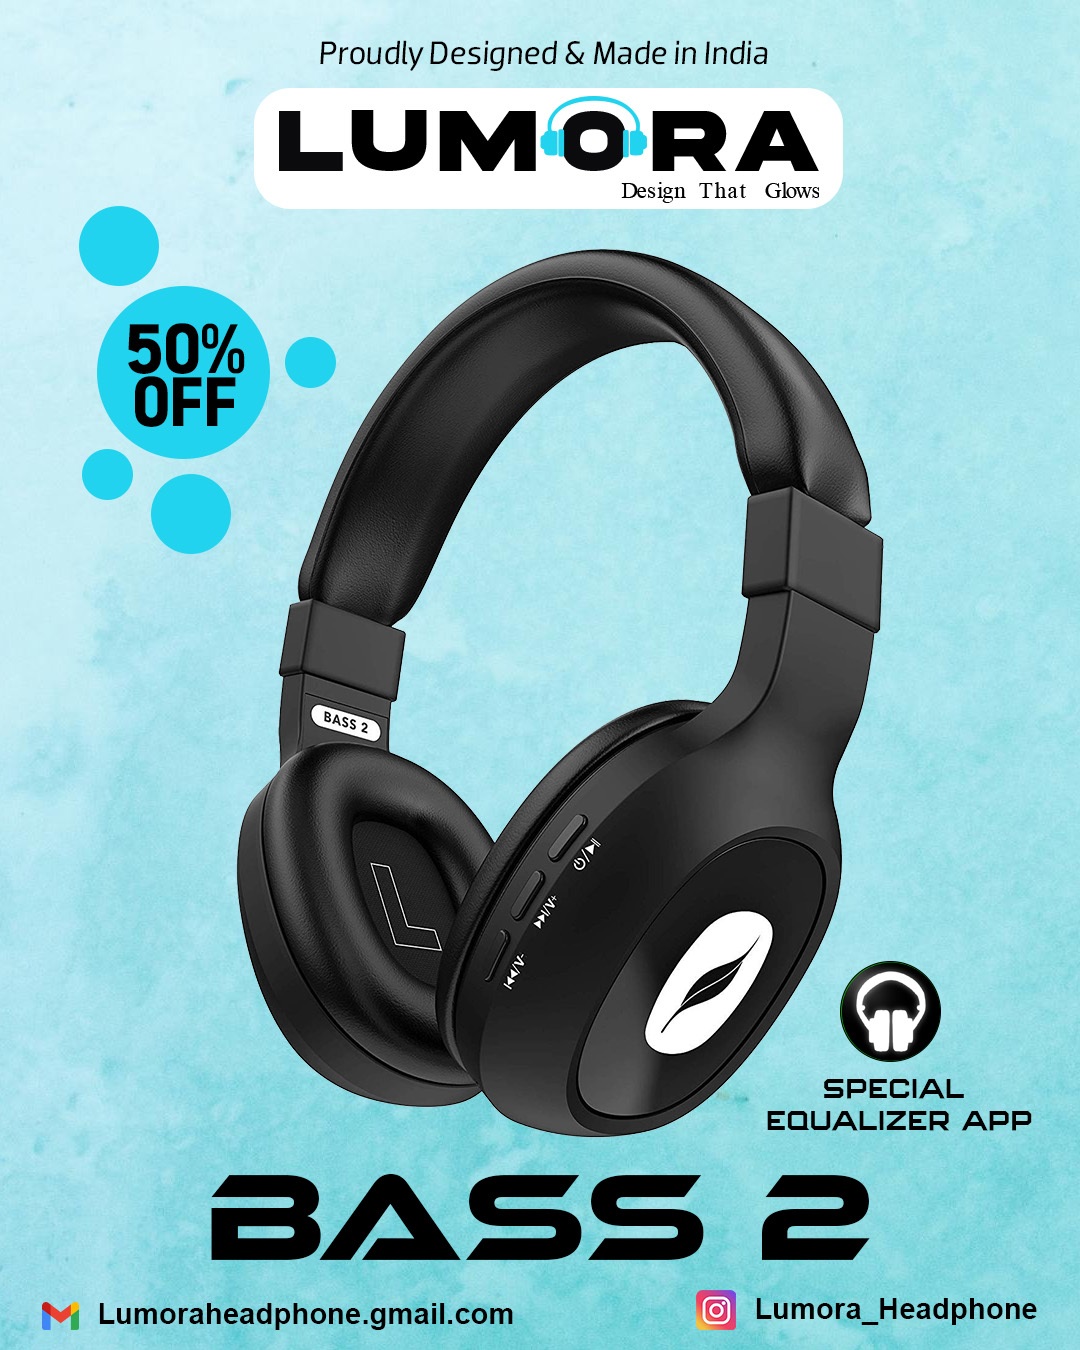 Proudly Designed & Made in India
LUMORA
Design That Glows
50%
OFF
BASS 2
L
⏻/▶||
▶▶|/V+
|◀◀/V-
SPECIAL
EQUALIZER APP
BASS 2
Lumoraheadphone.gmail.com
Lumora_Headphone